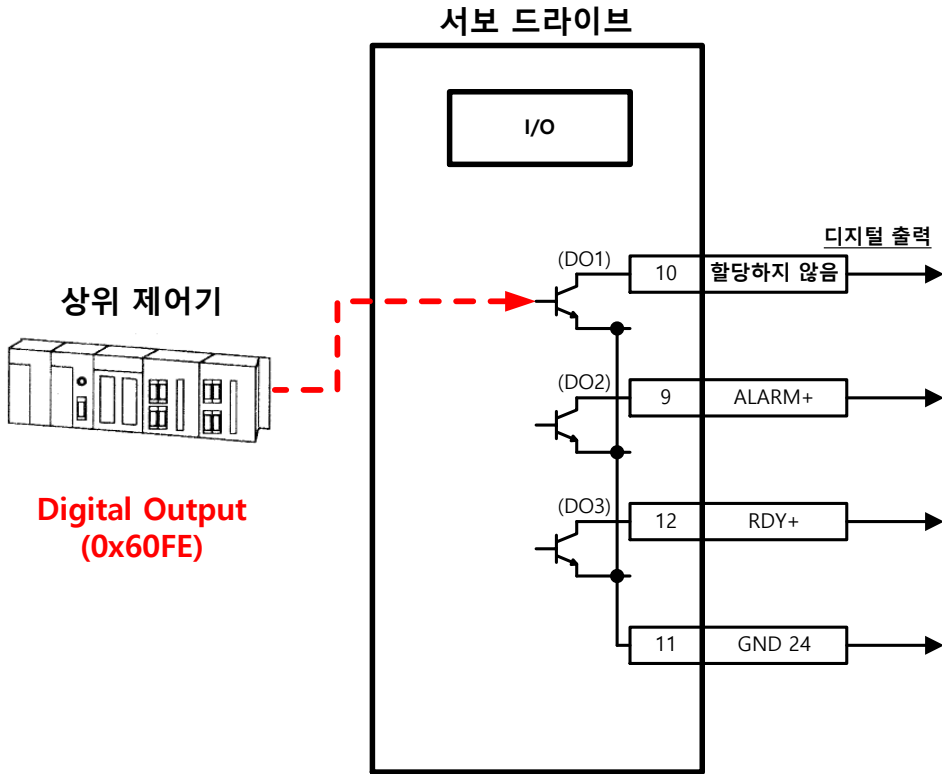 서보 드라이브
I/O
디지털 출력
(DO1)
10
할당하지 않음
상위 제어기
(DO2)
9
ALARM+
Digital Output
(0x60FE)
(DO3)
12
RDY+
11
GND 24